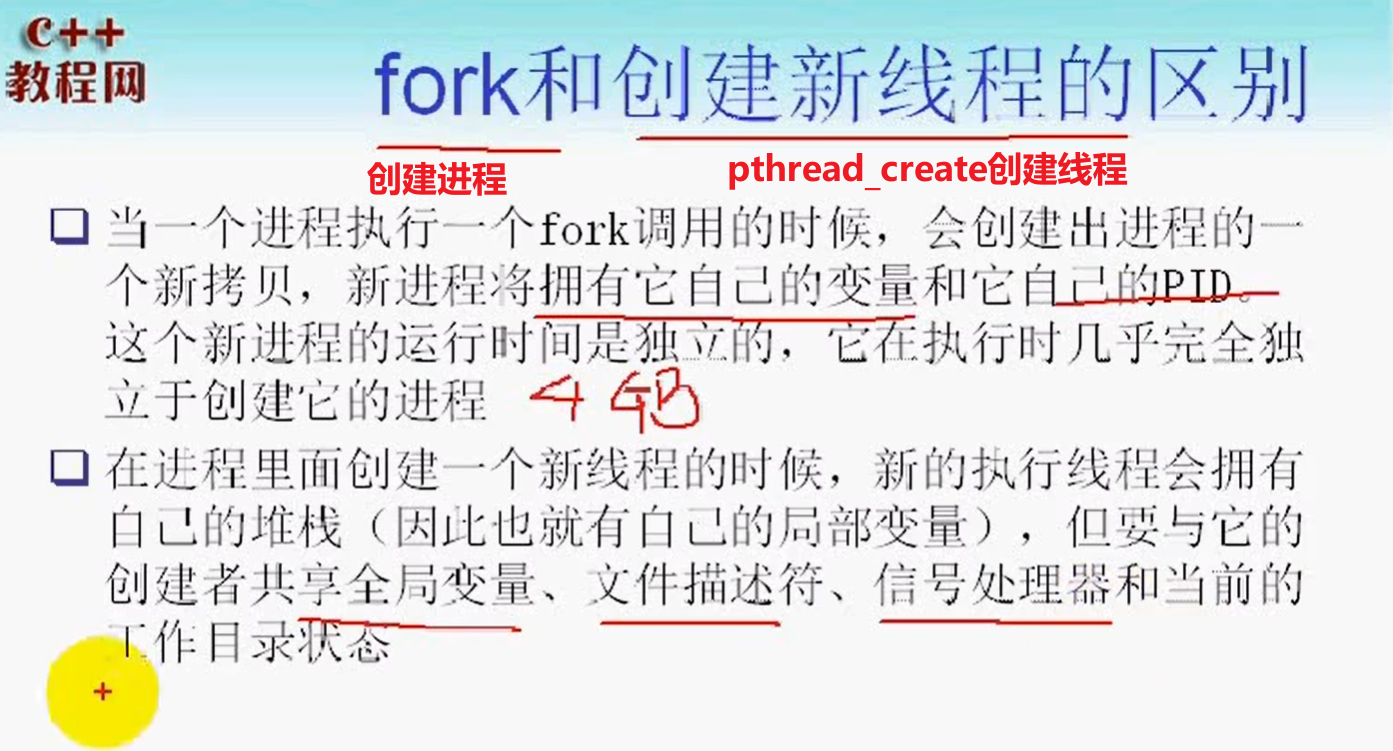 c++
教程网
fork和创建新线程的区别
创建进程
pthread_create创建线程
当一个进程执行一个fork调用的时候，会创建出进程的一
个新拷贝，新进程将拥有它自己的变量和它自己的PID。
这个新进程的运行时间是独立的，它在执行时几乎完全独
立于创建它的进程
在进程里面创建一个新线程的时候，新的执行线程会拥有
自己的堆栈（因此也就有自己的局部变量），但要与它的
创建者共享全局变量、文件描述符、信号处理器和当前的
工作目录状态